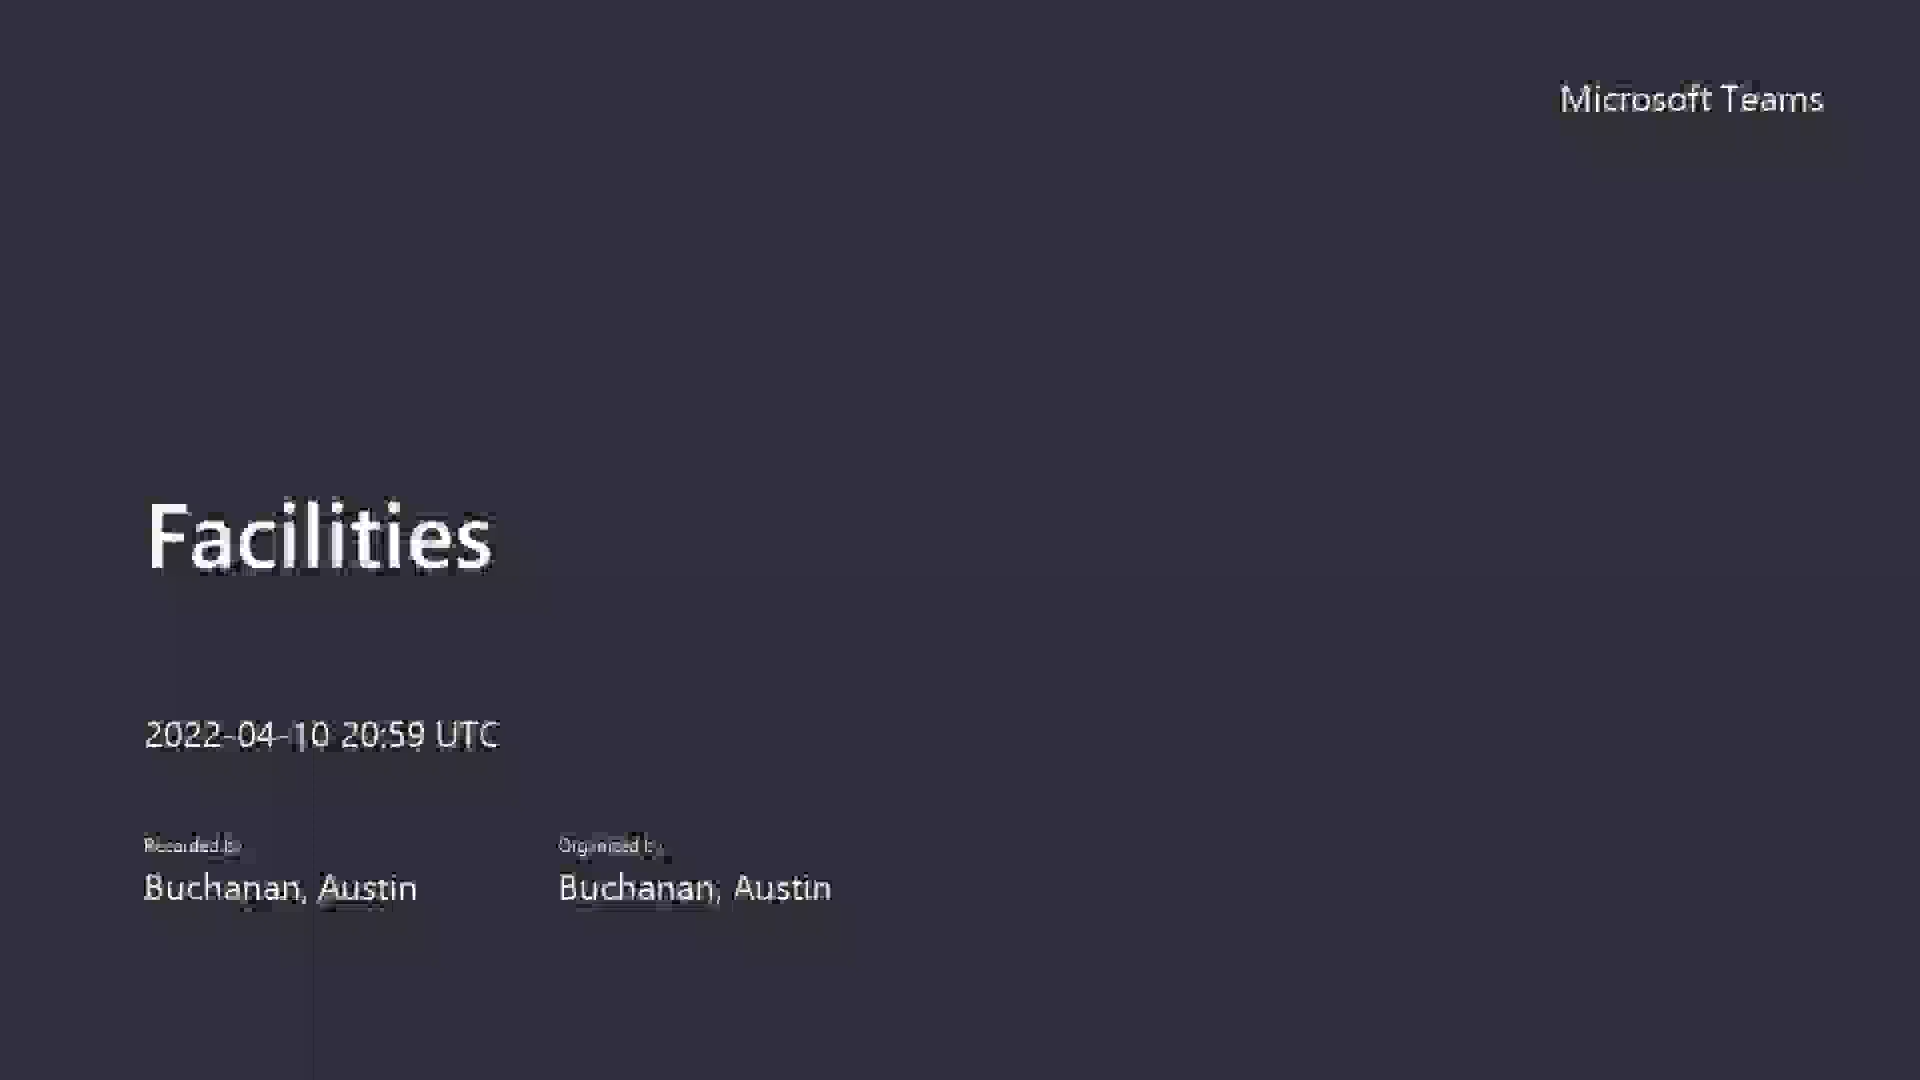 Microsoft Teams
Facilities
2022-04-10 20:59 UTC
Recorded by
Organized by
Buchanan, Austin
Buchanan, Austin